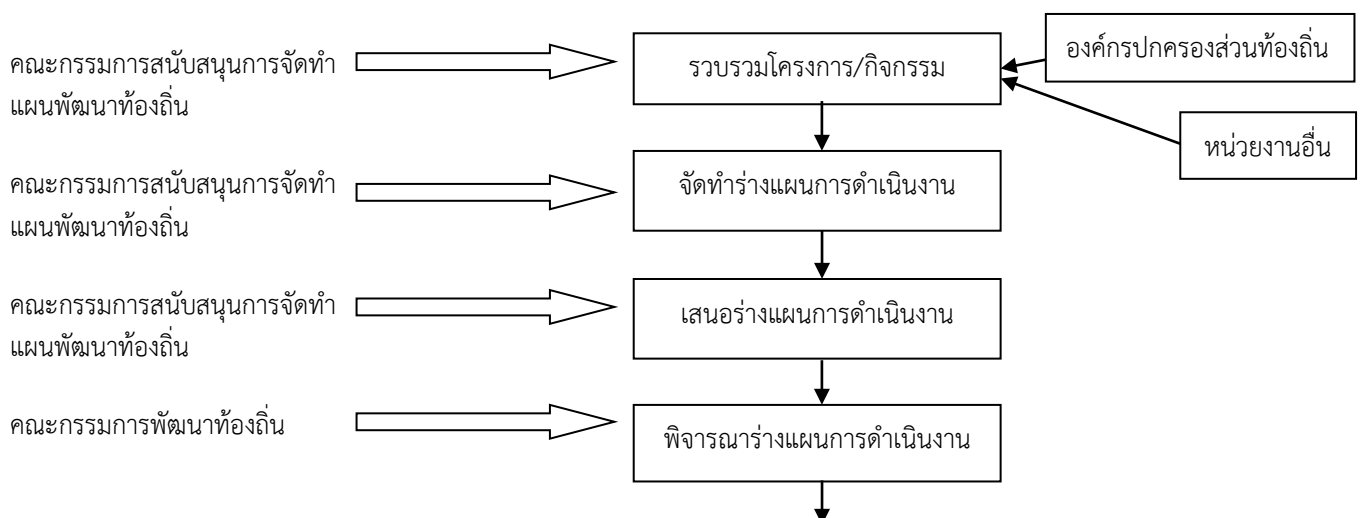 องค์กรปกครองส่วนท้องถิ่น
คณะกรรมการสนับสนุนการจัดทำ
แผนพัฒนาท้องถิ่น
รวบรวมโครงการ/กิจกรรม
หน่วยงานอื่น
คณะกรรมการสนับสนุนการจัดทำ
แผนพัฒนาท้องถิ่น
จัดทำร่างแผนการดำเนินงาน
คณะกรรมการสนับสนุนการจัดทำ
แผนพัฒนาท้องถิ่น
เสนอร่างแผนการดำเนินงาน
คณะกรรมการพัฒนาท้องถิ่น
พิจารณาร่างแผนการดำเนินงาน